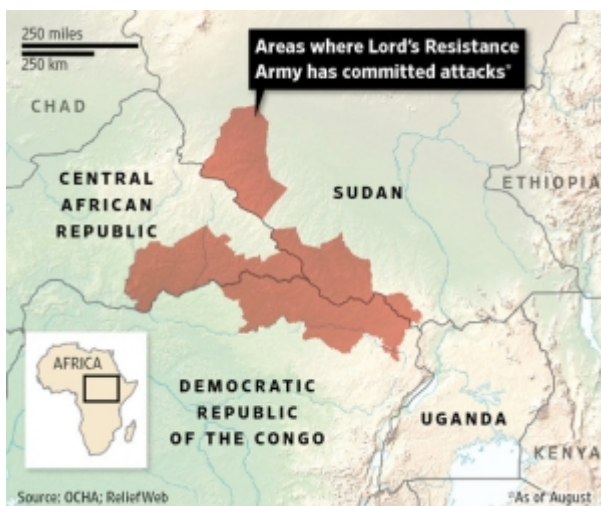 250 miles
250 km
Areas where Lord's Resistance
Army has committed attacks*
CHAD
CENTRAL
AFRICAN
REPUBLIC
SUDAN
ETHIOPIA
AFRICA
DEMOCRATIC
REPUBLIC
OF THE CONGO
UGANDA
KENYA
Source: OCHA; ReliefWeb
*As of August